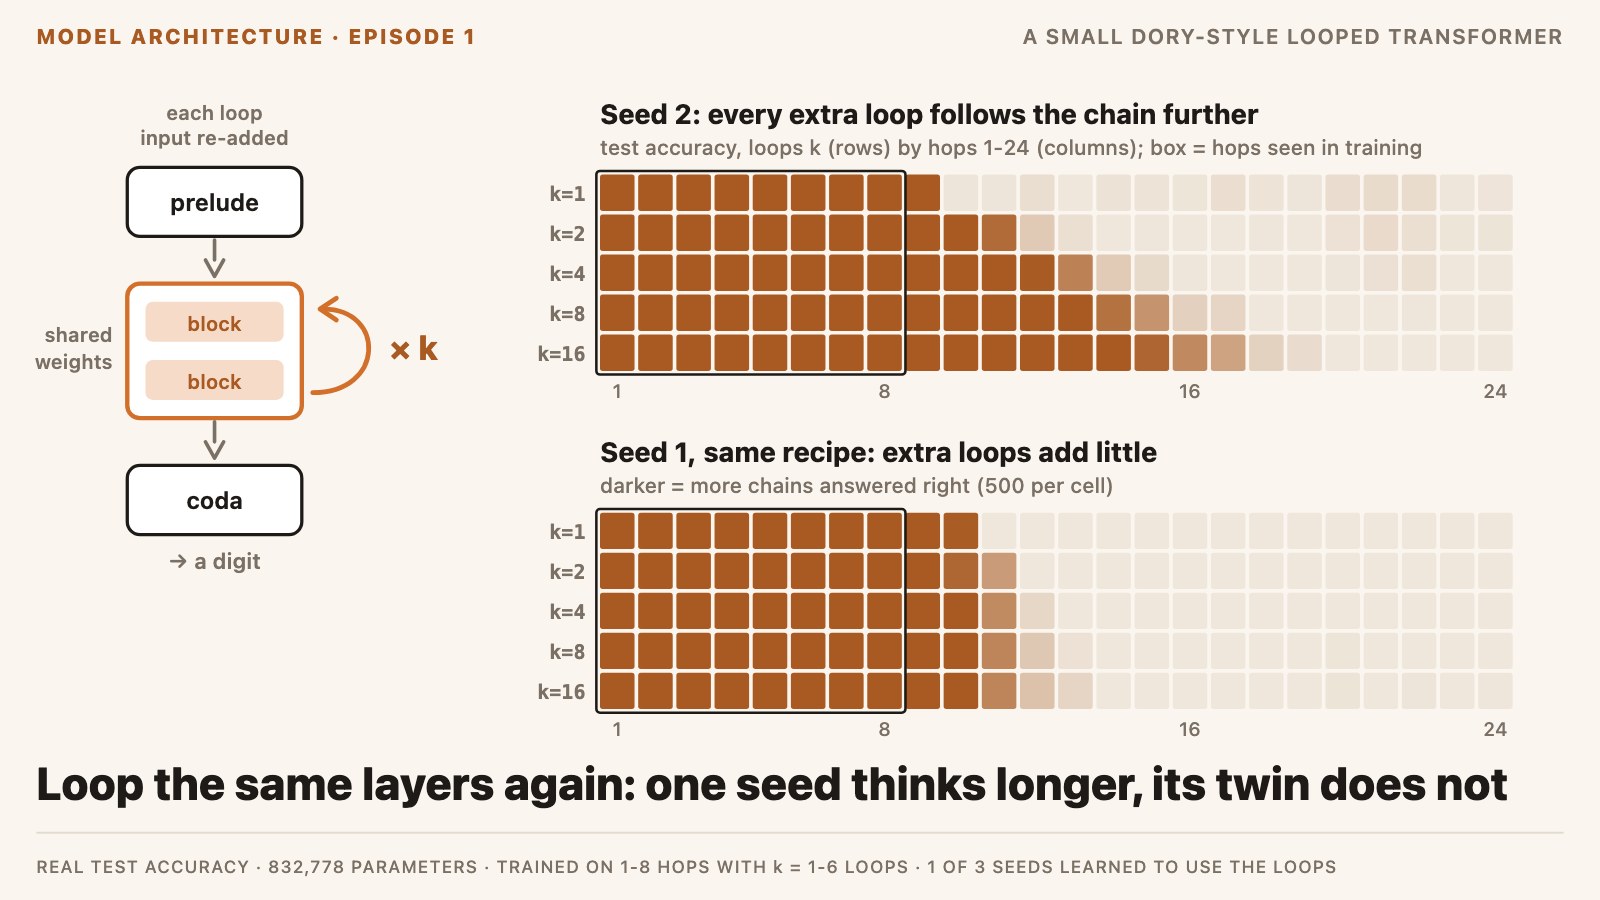 MODEL ARCHITECTURE · EPISODE 1
A SMALL DORY-STYLE LOOPED TRANSFORMER
each loop
input re-added
prelude
block
block
shared
weights
× k
coda
→ a digit
Seed 2: every extra loop follows the chain further
test accuracy, loops k (rows) by hops 1-24 (columns); box = hops seen in training
k=1
k=2
k=4
k=8
k=16
1 8 16 24
Seed 1, same recipe: extra loops add little
darker = more chains answered right (500 per cell)
k=1
k=2
k=4
k=8
k=16
1 8 16 24
Loop the same layers again: one seed thinks longer, its twin does not
REAL TEST ACCURACY · 832,778 PARAMETERS · TRAINED ON 1-8 HOPS WITH k = 1-6 LOOPS · 1 OF 3 SEEDS LEARNED TO USE THE LOOPS